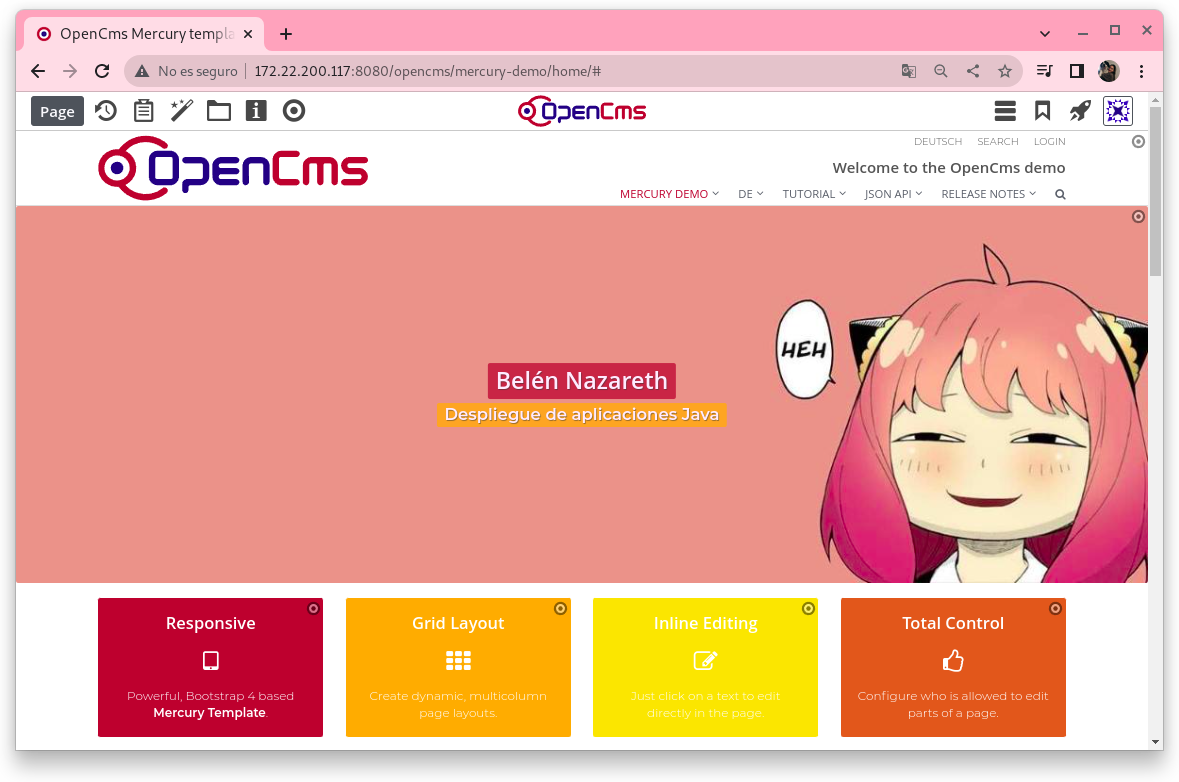 OpenCms Mercury templa
No es seguro
172.22.200.117:8080/opencms/mercury-demo/home/#
Page
OpenCms
OpenCms
DEUTSCH SEARCH LOGIN
Welcome to the OpenCms demo
MERCURY DEMO DE TUTORIAL JSON API RELEASE NOTES
HEH
Belén Nazareth
Despliegue de aplicaciones Java
Responsive
Powerful, Bootstrap 4 based
Mercury Template.
Grid Layout
Create dynamic, multicolumn
page layouts.
Inline Editing
Just click on a text to edit
directly in the page.
Total Control
Configure who is allowed to edit
parts of a page.